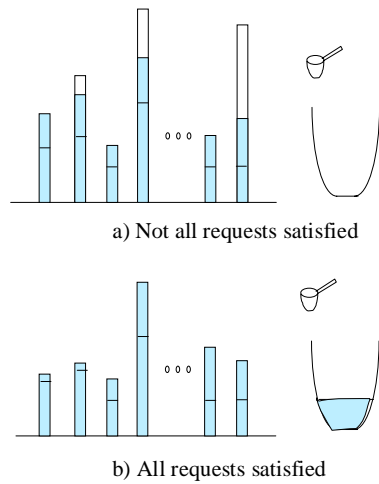 a) Not all requests satisfied
b) All requests satisfied